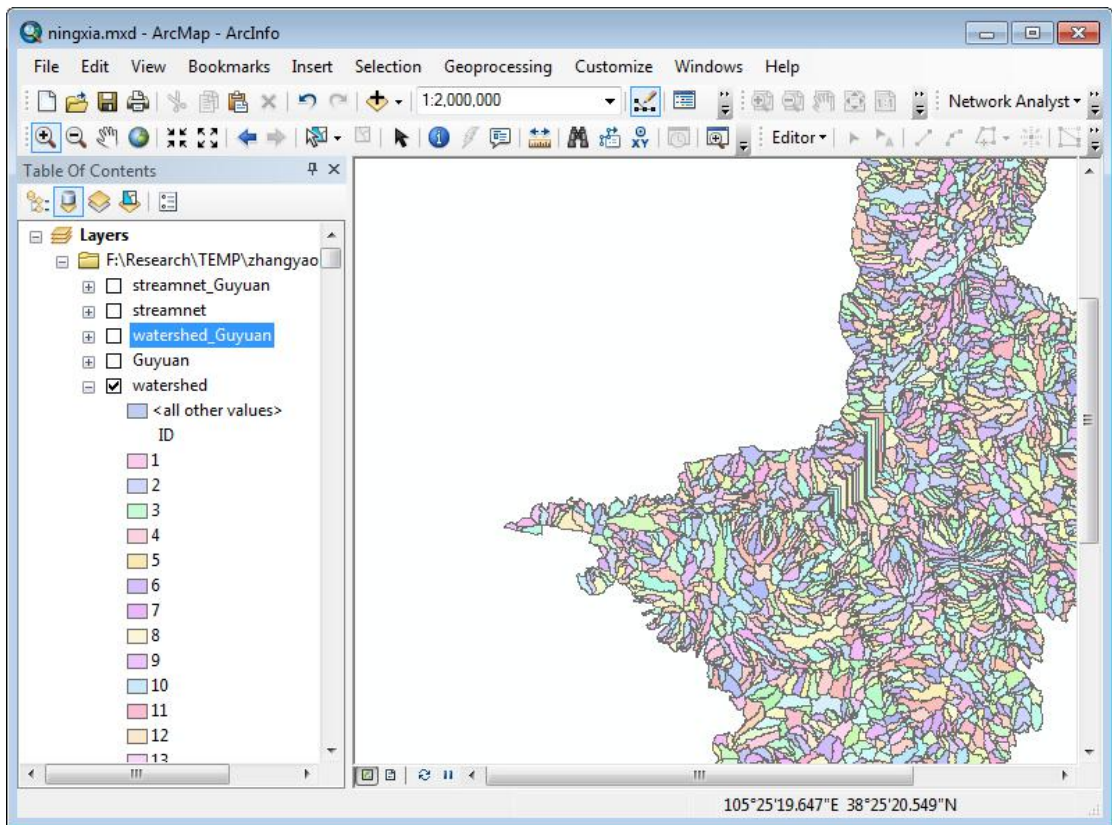 ningxia.mxd - ArcMap - ArcInfo
File Edit View Bookmarks Insert Selection Geoprocessing Customize Windows Help
1:2,000,000 Network Analyst
XY Editor
Table Of Contents
Layers
F:\Research\TEMP\zhangyao
streamnet_Guyuan
streamnet
watershed_Guyuan
Guyuan
watershed
<all other values>
ID
1
2
3
4
5
6
7
8
9
10
11
12
13
105°25'19.647"E 38°25'20.549"N